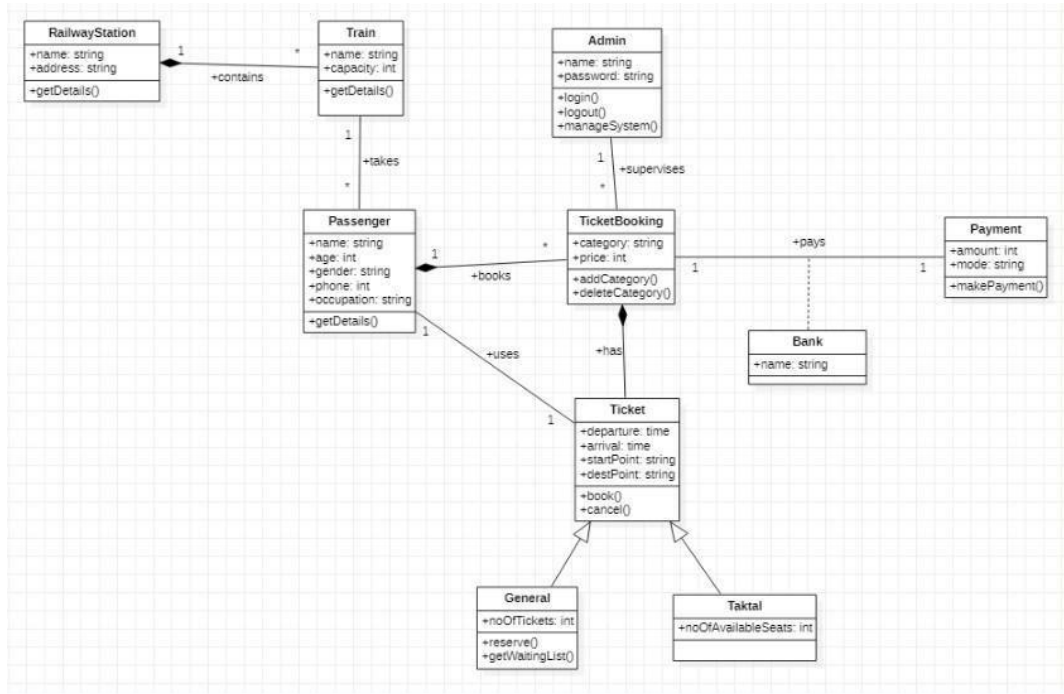 RailwayStation
+name: string
+address: string
+getDetails()
1
*
+contains
Train
+name: string
+capacity: int
+getDetails()
1
+takes
*
Admin
+name: string
+password: string
+login()
+logout()
+manageSystem()
1
+supervises
*
Passenger
+name: string
+age: int
+gender: string
+phone: int
+occupation: string
+getDetails()
1
*
+books
TicketBooking
+category: string
+price: int
+addCategory()
+deleteCategory()
+pays
1
1
Payment
+amount: int
+mode: string
+makePayment()
Bank
+name: string
+has
1
+uses
1
Ticket
+departure: time
+arrival: time
+startPoint: string
+destPoint: string
+book()
+cancel()
General
+noOfTickets: int
+reserve()
+getWaitingList()
Taktal
+noOfAvailableSeats: int